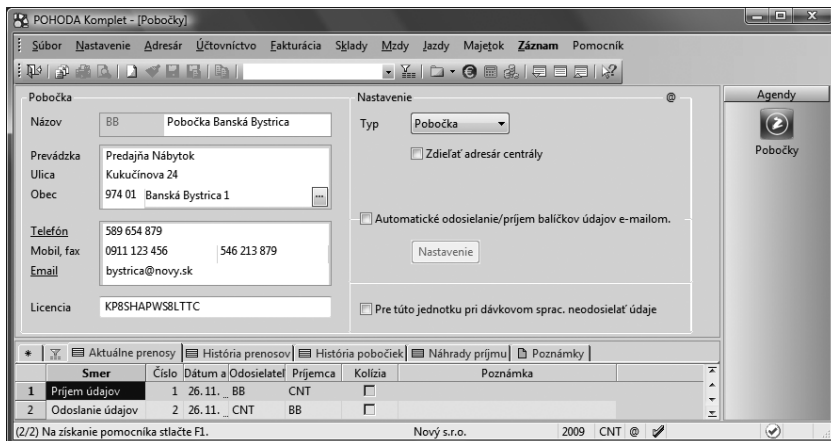 POHODA Komplet - [Pobočky]
Súbor Nastavenie Adresár Účtovníctvo Fakturácia Sklady Mzdy Jazdy Majetok Záznam Pomocník
Pobočka
Názov BB Pobočka Banská Bystrica
Prevádzka Predajňa Nábytok
Ulica Kukučínova 24
Obec 974 01 Banská Bystrica 1 ...
Telefón 589 654 879
Mobil, fax 0911 123 456 546 213 879
Email bystrica@novy.sk
Licencia KP8SHAPWS8LTTC
Nastavenie @
Typ Pobočka
Zdieľať adresár centrály
Automatické odosielanie/príjem balíčkov údajov e-mailom.
Nastavenie
Pre túto jednotku pri dávkovom sprac. neodosielať údaje
Agendy
Pobočky
* Aktuálne prenosy História prenosov História pobočiek Náhrady príjmu Poznámky
Smer Číslo Dátum a Odosielateľ Príjemca Kolízia Poznámka
1 Príjem údajov 1 26.11. .. BB CNT
2 Odoslanie údajov 2 26.11. .. CNT BB
(2/2) Na získanie pomocníka stlačte F1. Nový s.r.o. 2009 CNT @